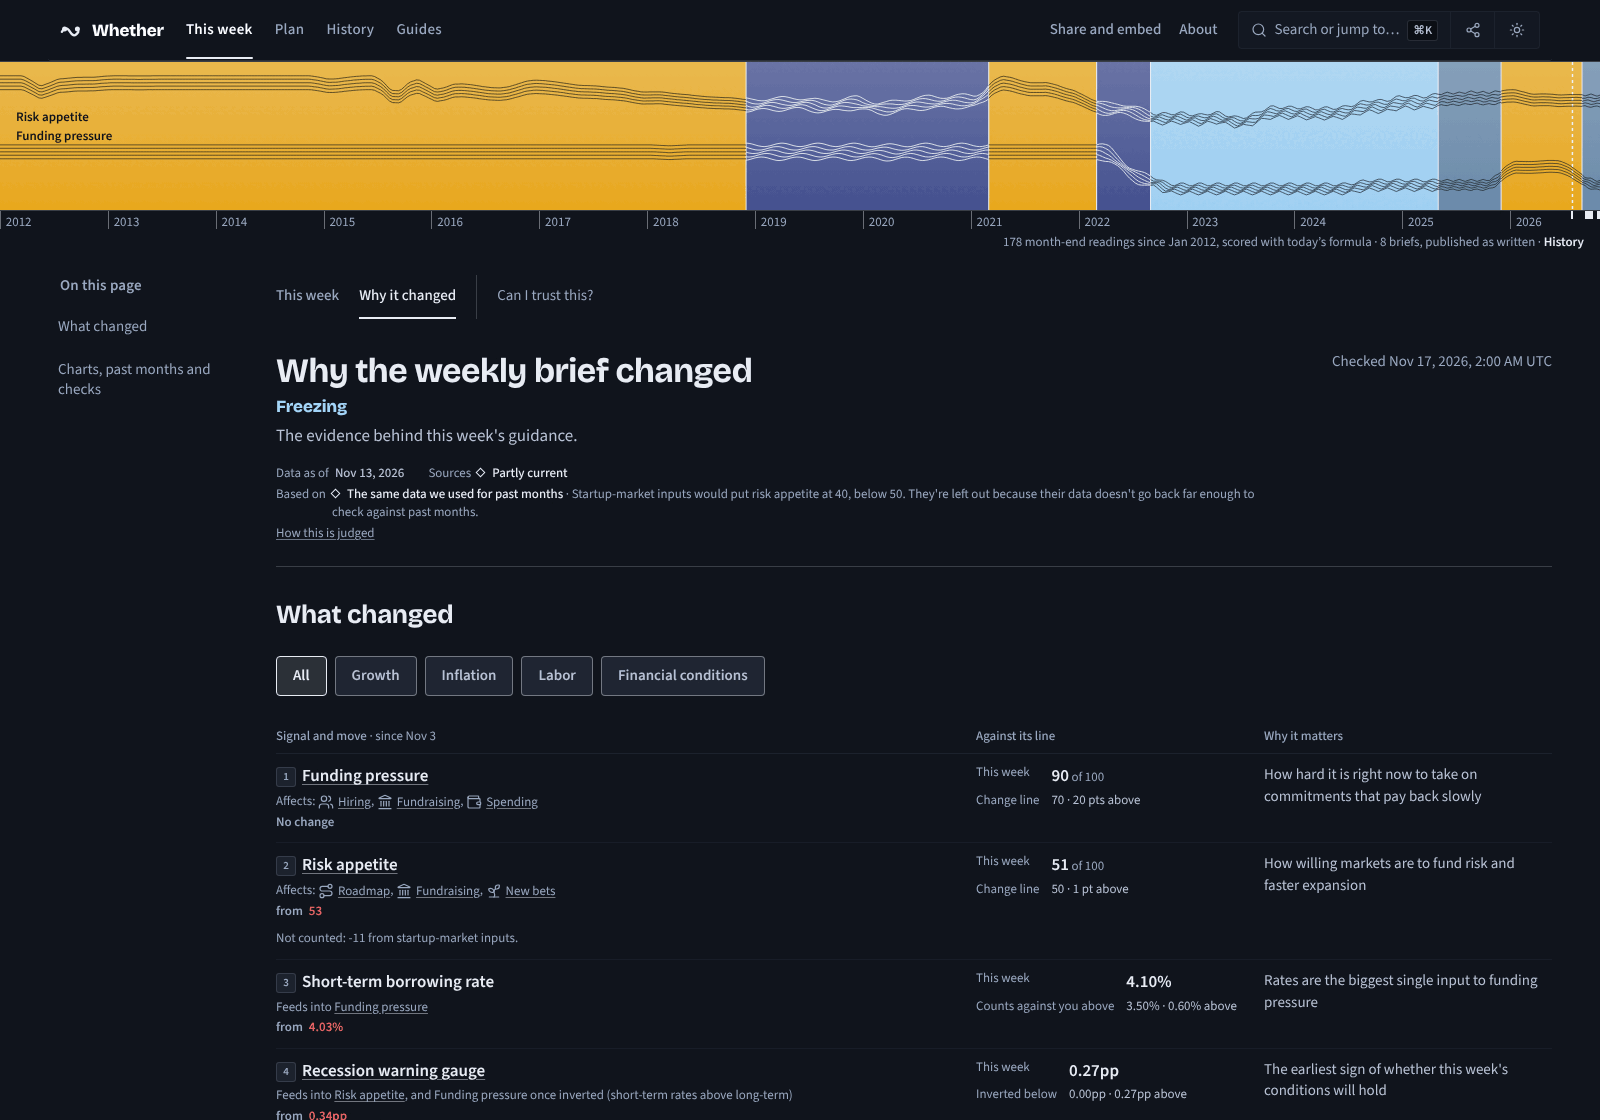 Whether
This week
Plan
History
Guides
Share and embed
About
Search or jump to…
⌘K
Risk appetite
Funding pressure
2012
2013
2014
2015
2016
2017
2018
2019
2020
2021
2022
2023
2024
2025
2026
178 month-end readings since Jan 2012, scored with today's formula · 8 briefs, published as written · History
On this page
What changed
Charts, past months and
checks
This week
Why it changed
Can I trust this?
Why the weekly brief changed
Checked Nov 17, 2026, 2:00 AM UTC
Freezing
The evidence behind this week's guidance.
Data as of Nov 13, 2026 Sources ◇ Partly current
Based on ◇ The same data we used for past months · Startup-market inputs would put risk appetite at 40, below 50. They're left out because their data doesn't go back far enough to
check against past months.
How this is judged
What changed
All
Growth
Inflation
Labor
Financial conditions
Signal and move · since Nov 3
Against its line
Why it matters
1 Funding pressure
Affects: Hiring, Fundraising, Spending
No change
This week 90 of 100
Change line 70 · 20 pts above
How hard it is right now to take on
commitments that pay back slowly
2 Risk appetite
Affects: Roadmap, Fundraising, New bets
from 53
Not counted: -11 from startup-market inputs.
This week 51 of 100
Change line 50 · 1 pt above
How willing markets are to fund risk and
faster expansion
3 Short-term borrowing rate
Feeds into Funding pressure
from 4.03%
This week 4.10%
Counts against you above 3.50% · 0.60% above
Rates are the biggest single input to funding
pressure
4 Recession warning gauge
Feeds into Risk appetite, and Funding pressure once inverted (short-term rates above long-term)
from 0.34pp
This week 0.27pp
Inverted below 0.00pp · 0.27pp above
The earliest sign of whether this week's
conditions will hold